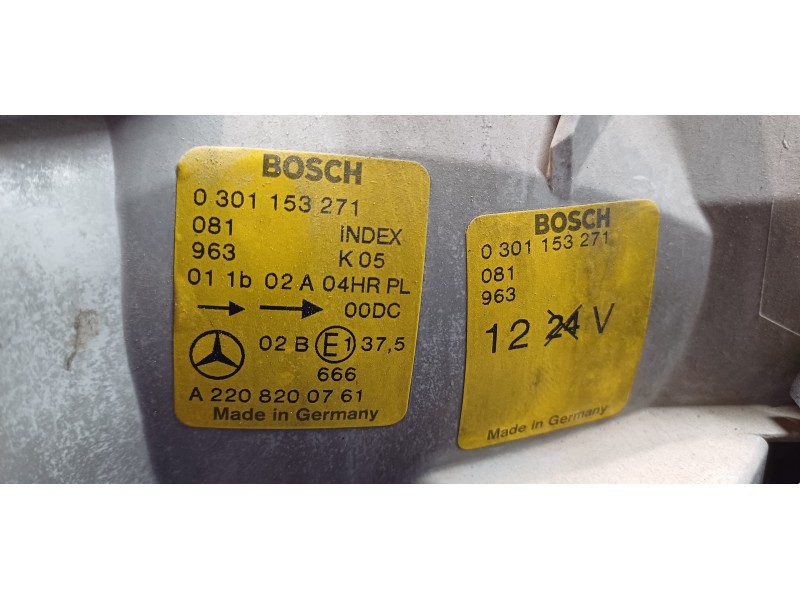 BOSCH
0 301 153 271
081 INDEX
963 K 05
01 1b 02 A 04HR PL
00DC
02 B E1 37,5
666
A 220 820 07 61
Made in Germany
BOSCH
0 301 153 271
081
963
12 24 V
Made in Germany